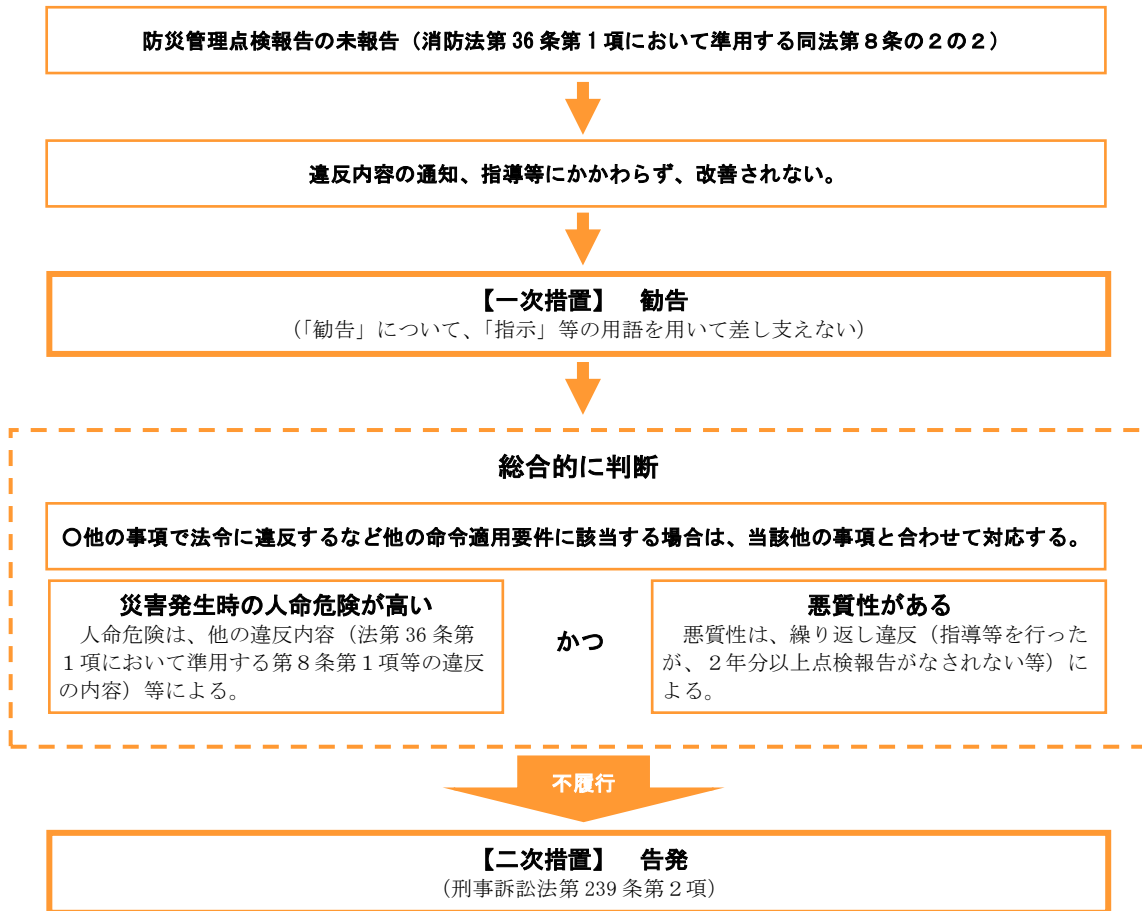 防災管理点検報告の未報告（消防法第 36 条第１項において準用する同法第８条の２の２）
違反内容の通知、指導等にかかわらず、改善されない。
【一次措置】　勧告
（「勧告」について、「指示」等の用語を用いて差し支えない）
総合的に判断
〇他の事項で法令に違反するなど他の命令適用要件に該当する場合は、当該他の事項と合わせて対応する。
災害発生時の人命危険が高い
人命危険は、他の違反内容（法第 36 条第
１項において準用する第８条第１項等の違反
の内容）等による。
かつ
悪質性がある
悪質性は、繰り返し違反（指導等を行った
が、２年分以上点検報告がなされない等）に
よる。
不履行
【二次措置】　告発
（刑事訴訟法第 239 条第２項）